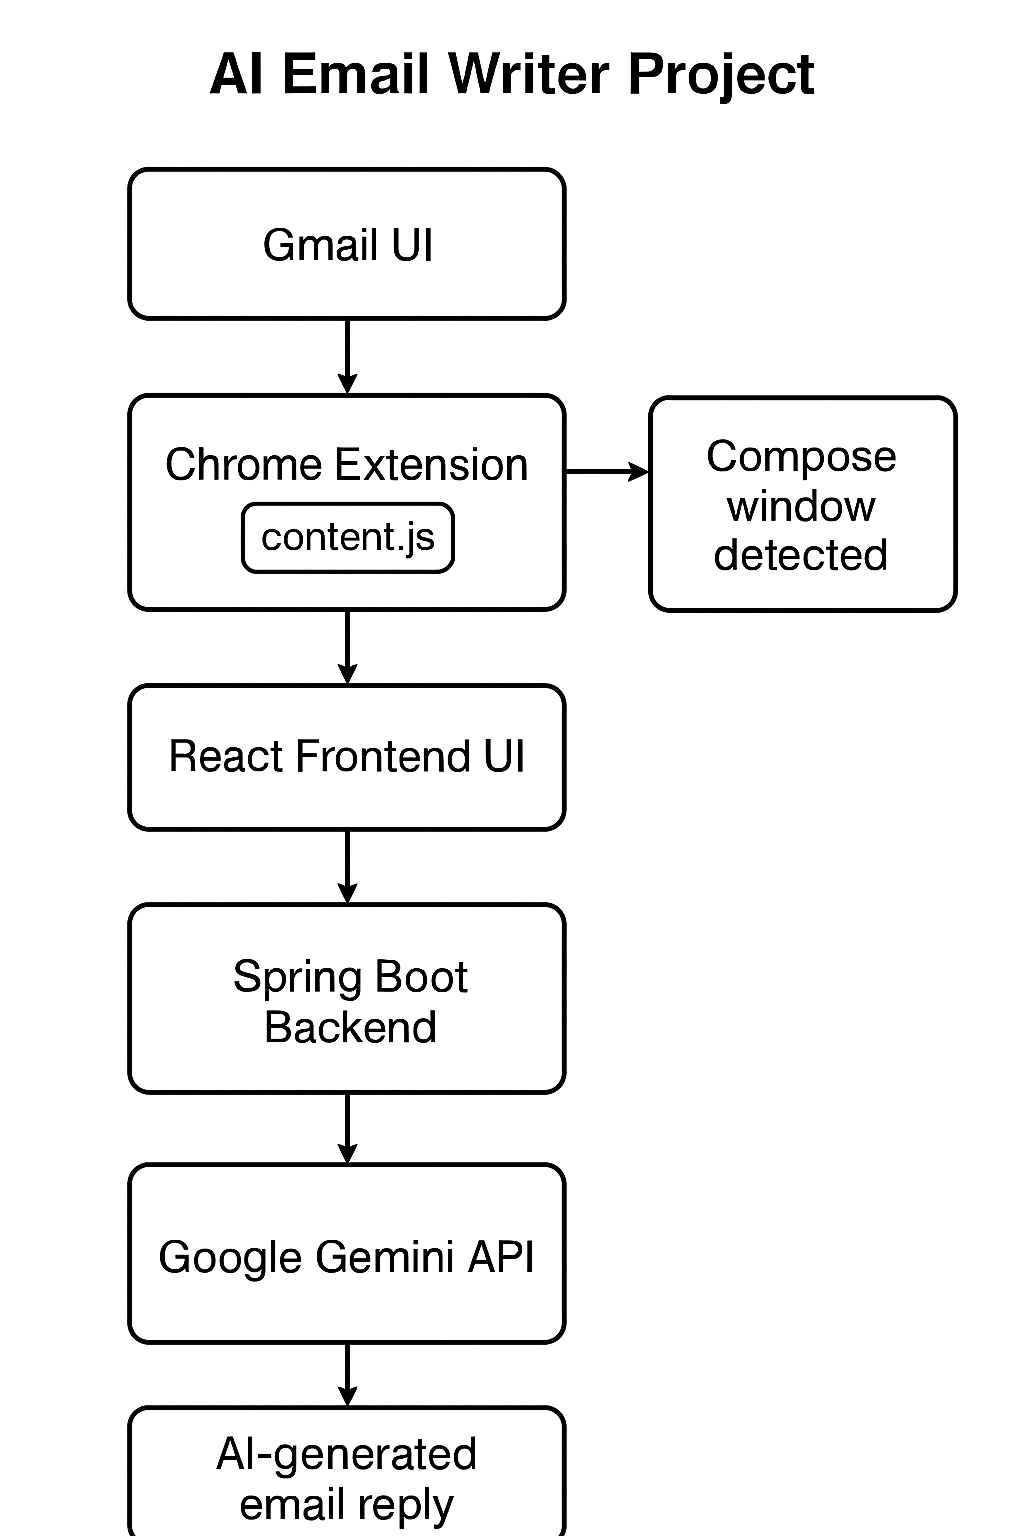 AI Email Writer Project
Gmail UI
Chrome Extension
content.js
Compose
window
detected
React Frontend UI
Spring Boot
Backend
Google Gemini API
AI-generated
email reply